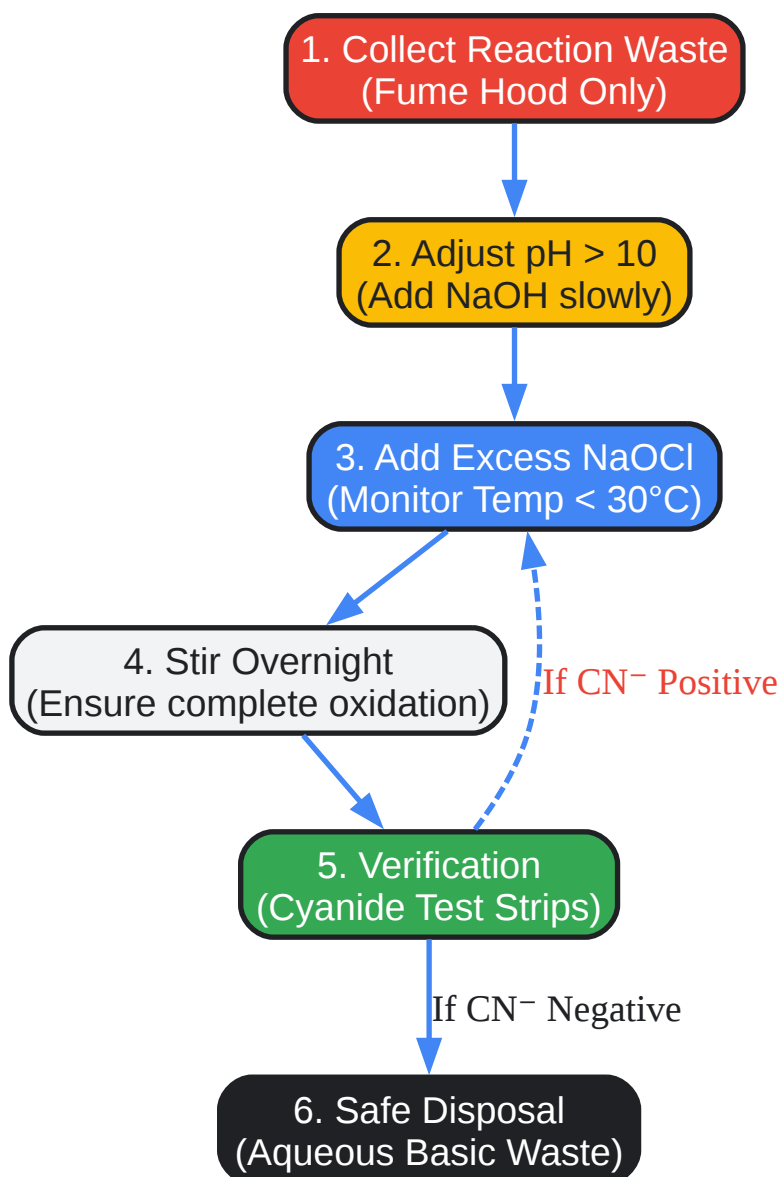 1. Collect Reaction Waste
(Fume Hood Only)
2. Adjust pH > 10
(Add NaOH slowly)
3. Add Excess NaOCl
(Monitor Temp < 30°C)
4. Stir Overnight
(Ensure complete oxidation)
If CN⁻ Positive
5. Verification
(Cyanide Test Strips)
If CN⁻ Negative
6. Safe Disposal
(Aqueous Basic Waste)